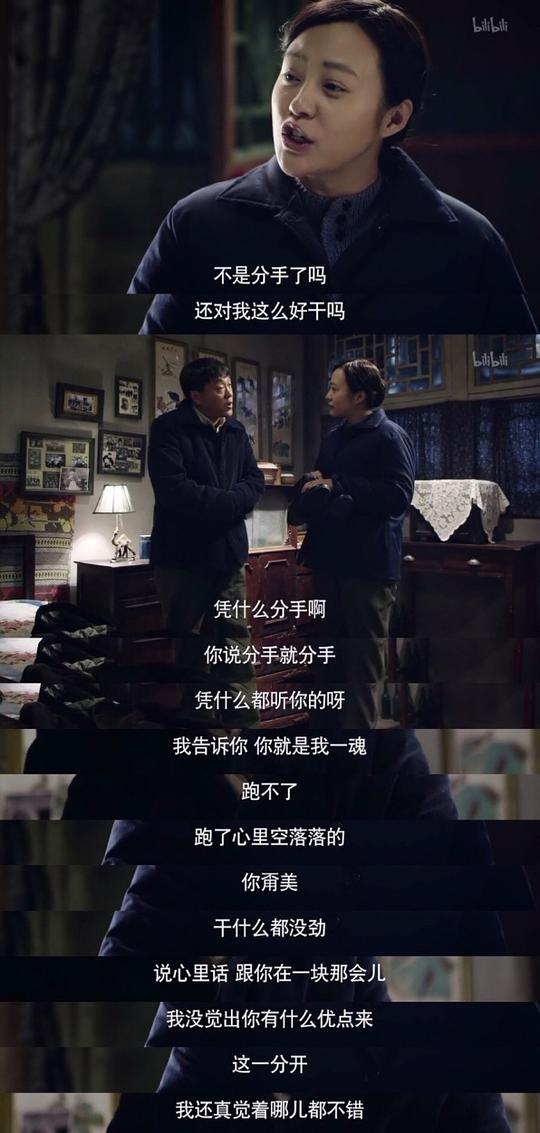 bilibili
不是分手了吗
还对我这么好干吗
bilibili
凭什么分手啊
你说分手就分手
凭什么都听你的呀
我告诉你 你就是我一魂
跑不了
跑了心里空落落的
你甭美
干什么都没劲
说心里话 跟你在一块那会儿
我没觉出你有什么优点来
这一分开
我还真觉着哪儿都不错